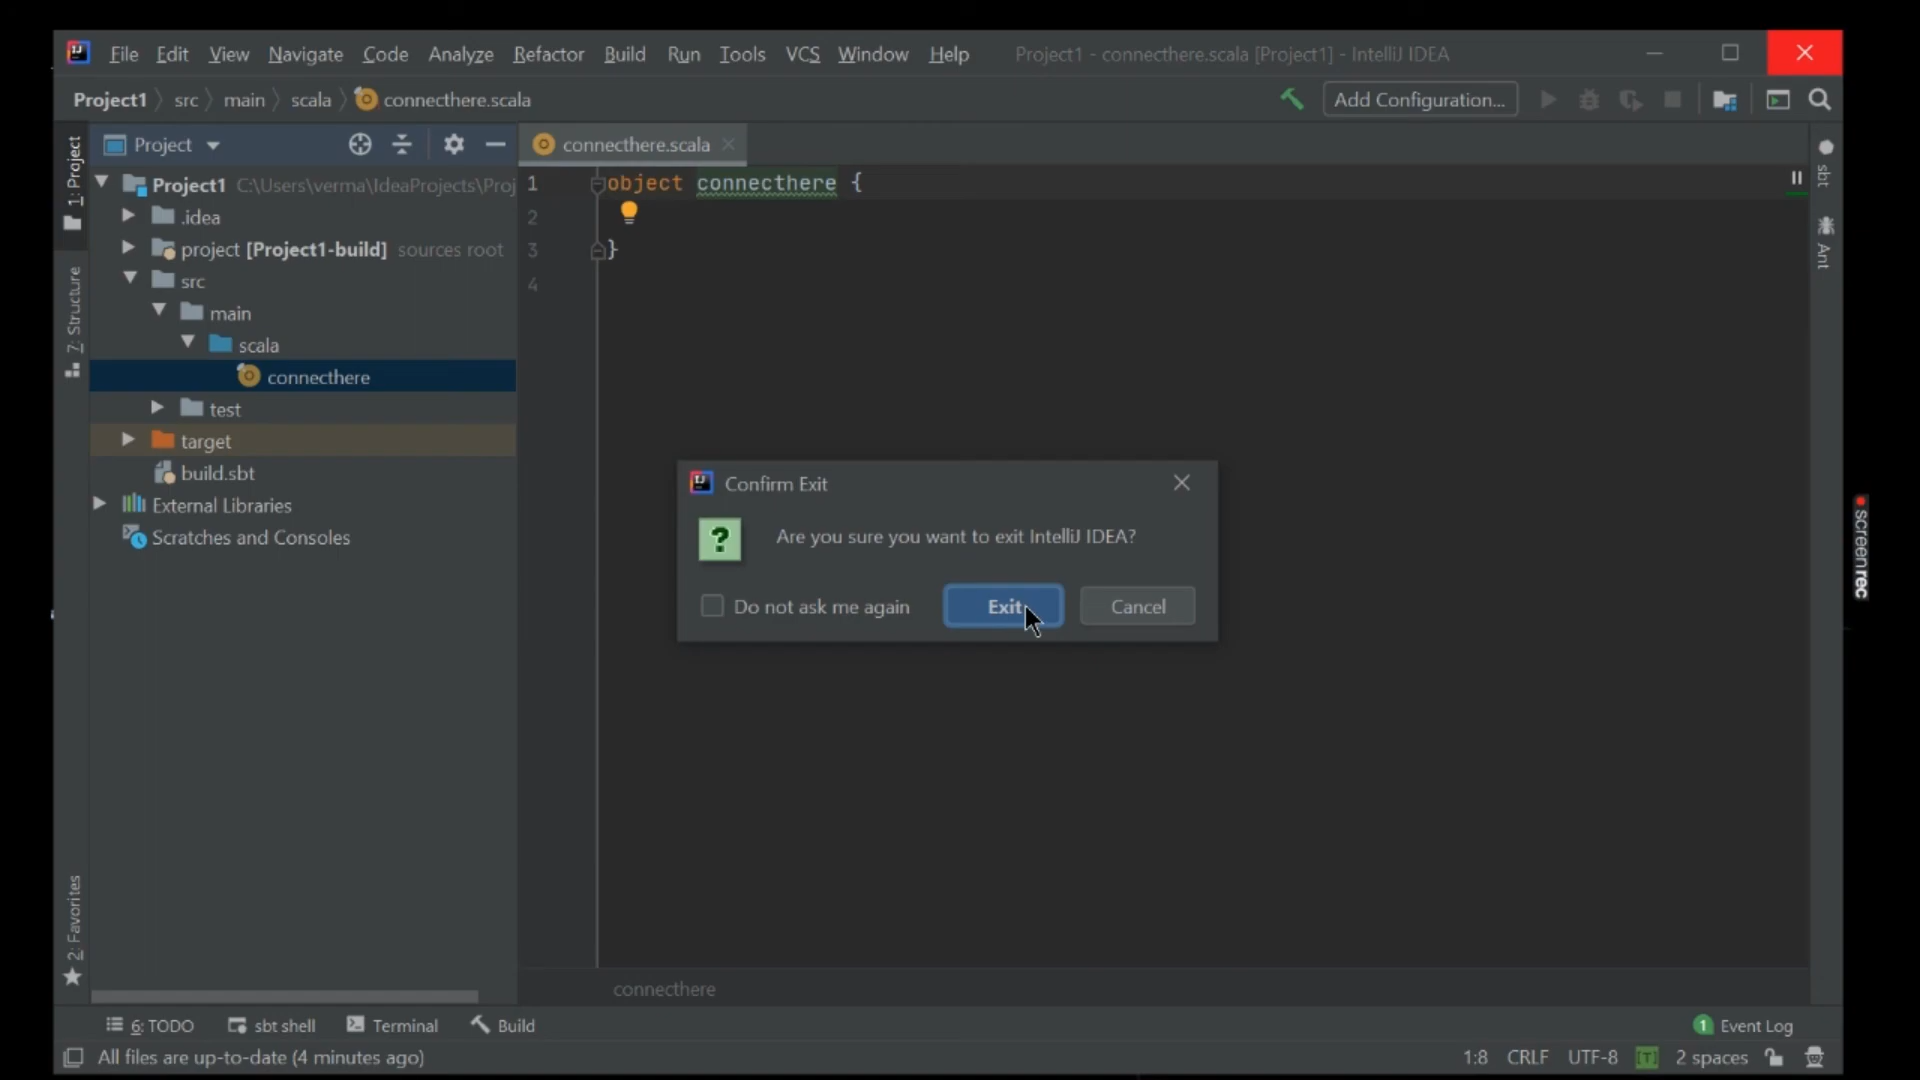 File Edit View Navigate Code Analyze Refactor Build Run Tools VCS Window Help Project1 - connecthere.scala [Project1] - IntelliJ IDEA
Project1 src main scala connecthere.scala Add Configuration...
Project
connecthere.scala
1: Project
7: Structure
2: Favorites
Project1 C:\Users\verma\IdeaProjects\Proj
.idea
project [Project1-build] sources root
src
main
scala
connecthere
test
target
build.sbt
External Libraries
Scratches and Consoles
1 object connecthere {
2
3 }
4
sbt
Ant
Confirm Exit
? Are you sure you want to exit IntelliJ IDEA?
Do not ask me again Exit Cancel
screenrec
connecthere
6: TODO sbt shell Terminal Build 1 Event Log
All files are up-to-date (4 minutes ago) 1:8 CRLF UTF-8 [T] 2 spaces